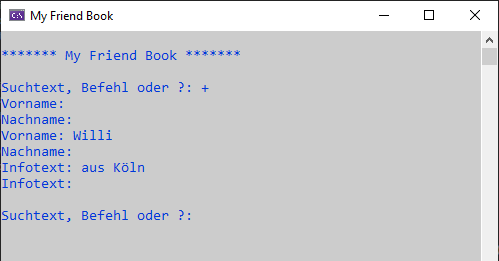 My Friend Book
******* My Friend Book *******
Suchtext, Befehl oder ?: +
Vorname:
Nachname:
Vorname: Willi
Nachname:
Infotext: aus Köln
Infotext:
Suchtext, Befehl oder ?: